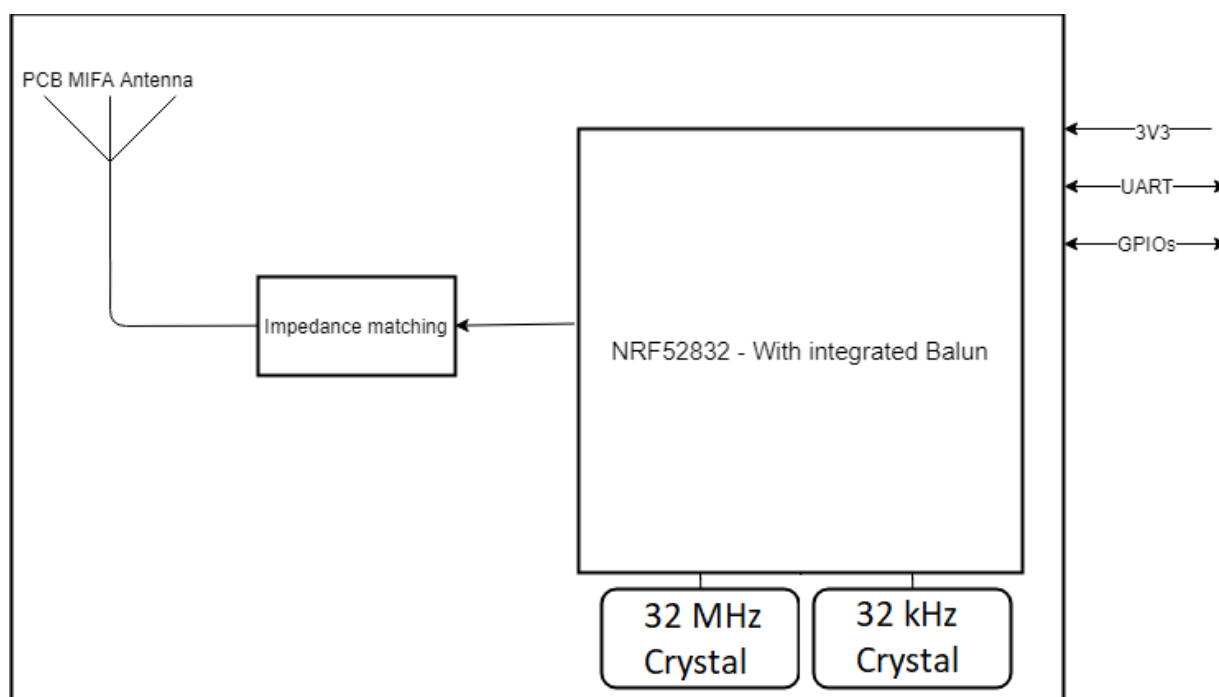 PCB MIFA Antenna
3V3
UART
GPIOs
Impedance matching
NRF52832 - With integrated Balun
32 MHz
Crystal
32 kHz
Crystal